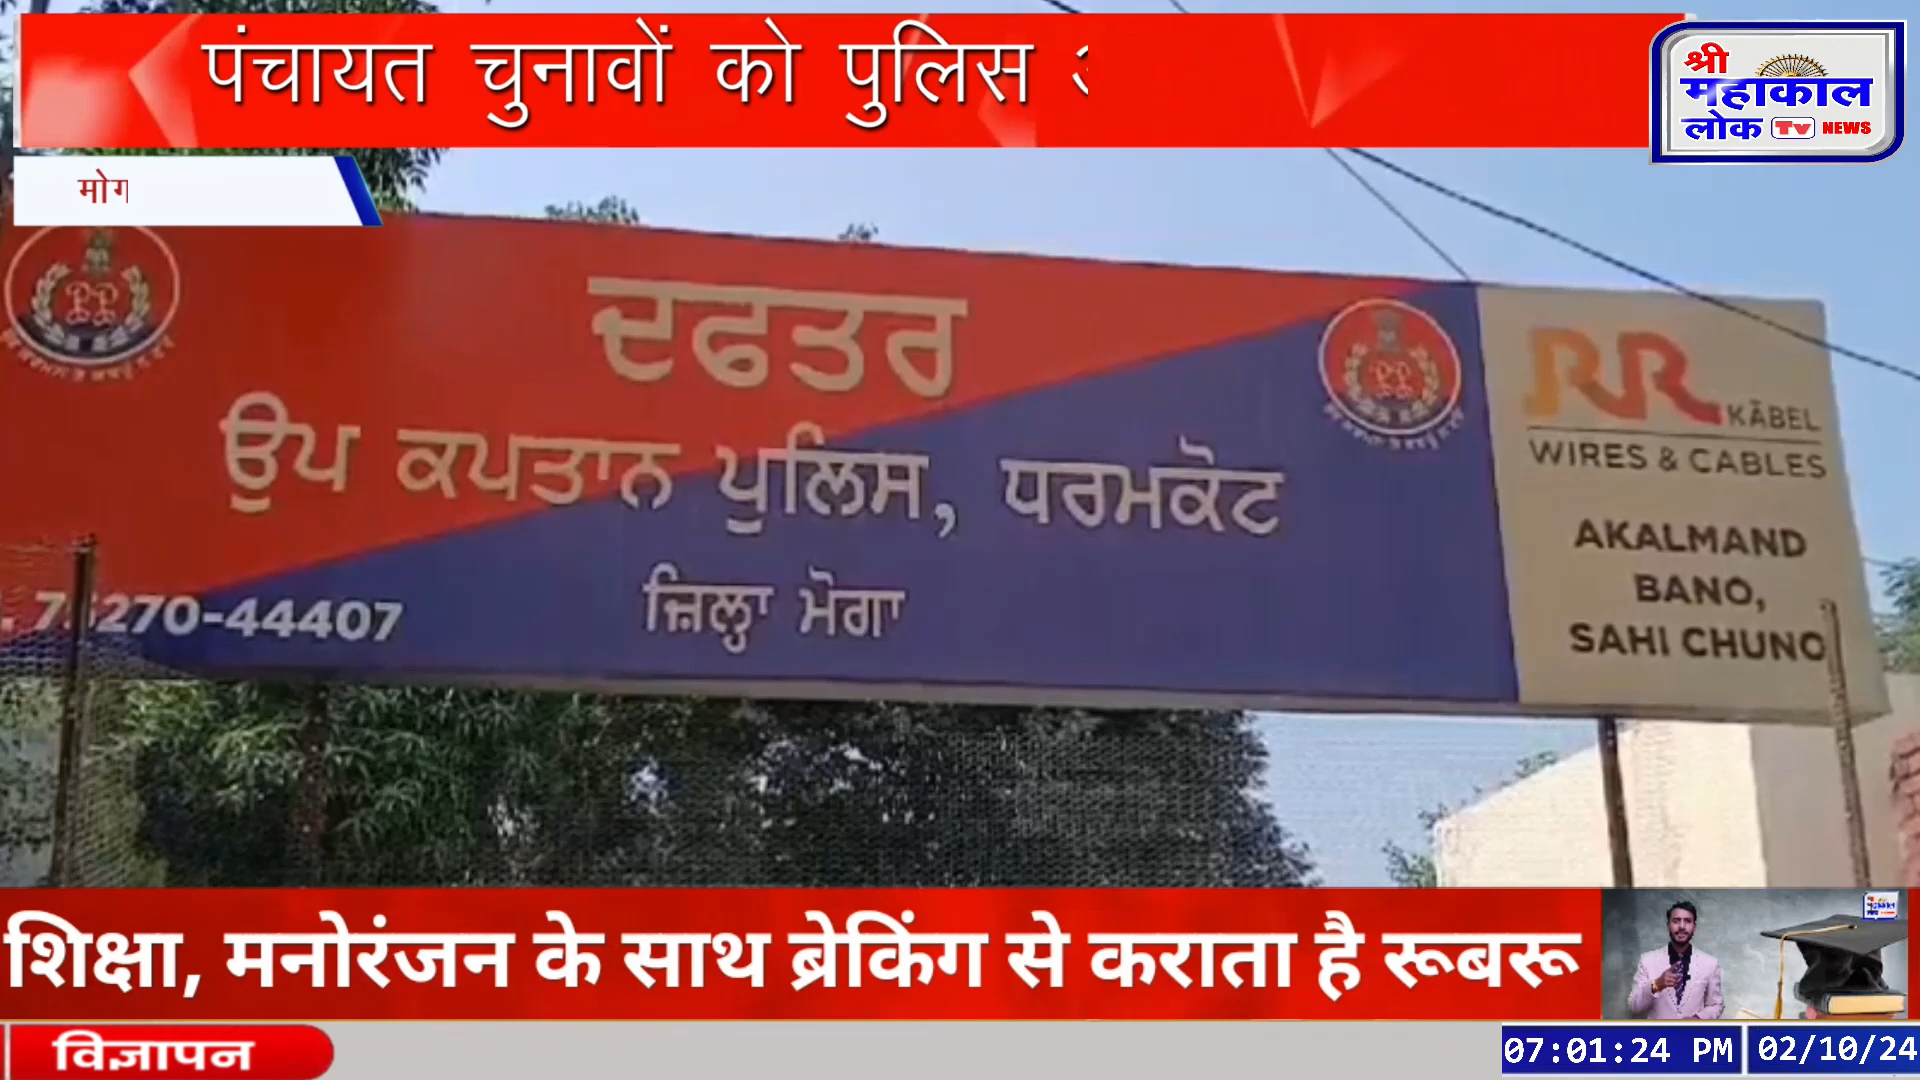 पंचायत चुनावों को पुलिस
श्री
महाकाल
लोक Tv NEWS
मोग
ਦਫਤਰ
ਉਪ ਕਪਤਾਨ ਪੁਲਿਸ, ਧਰਮਕੋਟ
ਜ਼ਿਲ੍ਹਾ ਮੋਗਾ
75270-44407
RR KABEL
WIRES & CABLES
AKALMAND
BANO,
SAHI CHUNO
शिक्षा, मनोरंजन के साथ ब्रेकिंग से कराता है रूबरू
विज्ञापन
07:01:24 PM 02/10/24